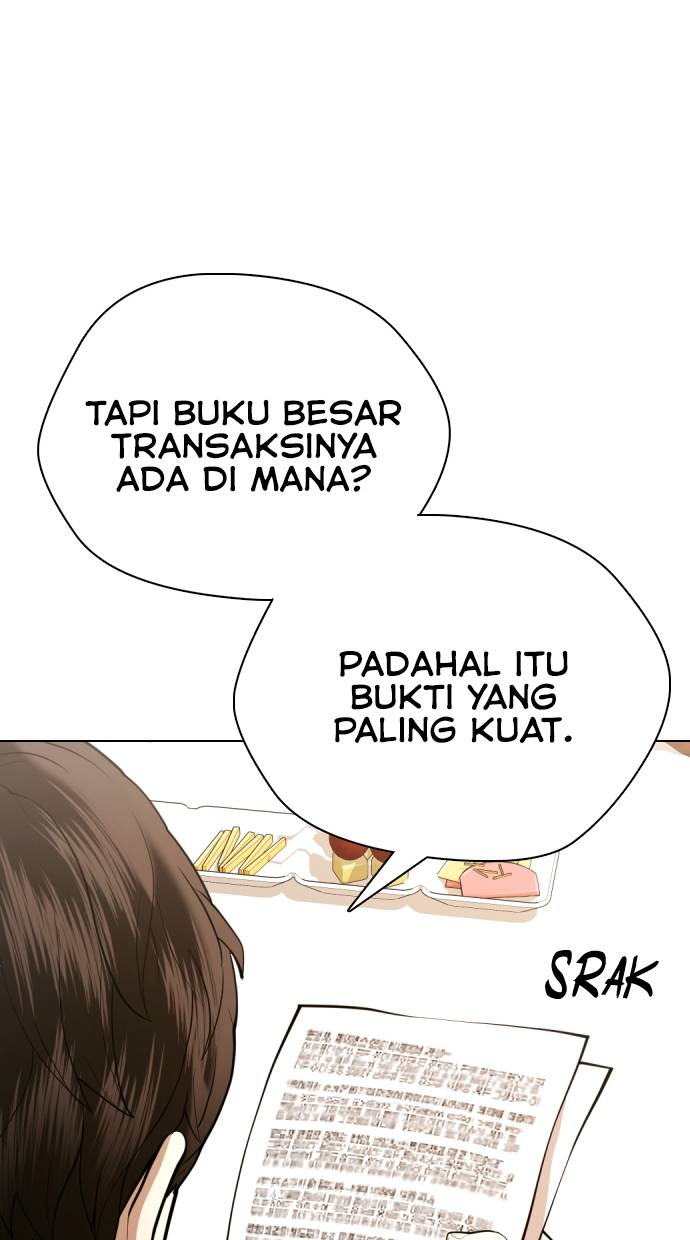 TAPI BUKU BESAR
TRANSAKSINYA
ADA DI MANA?
PADAHAL ITU
BUKTI YANG
PALING KUAT.
SRAK